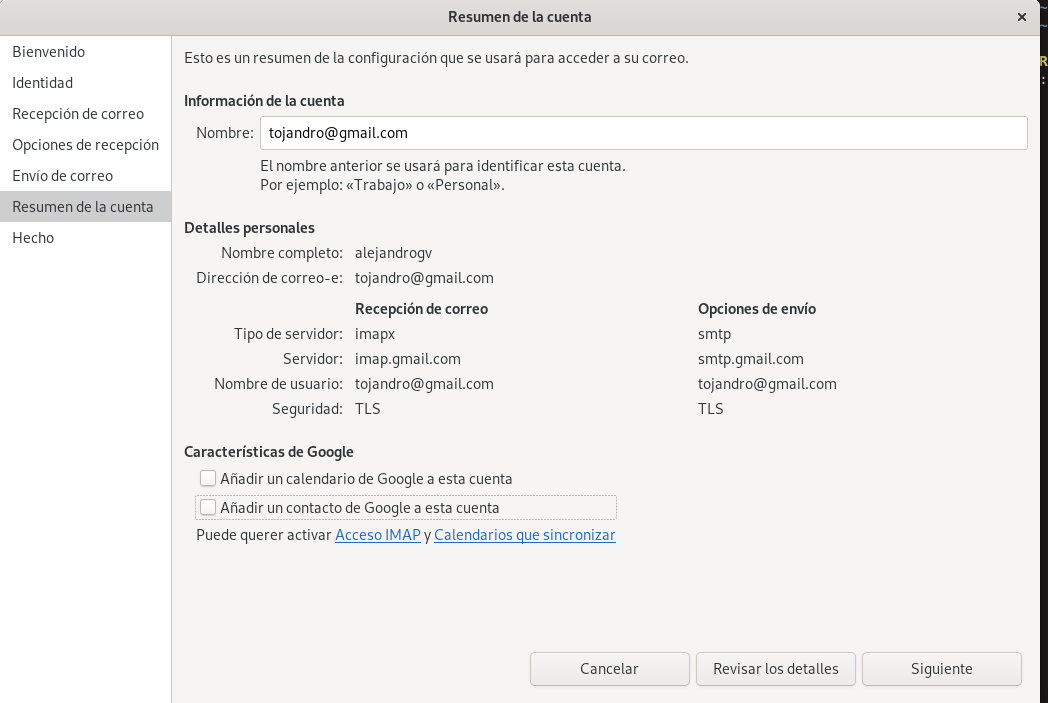 Resumen de la cuenta
Bienvenido
Identidad
Recepción de correo
Opciones de recepción
Envío de correo
Resumen de la cuenta
Hecho
Esto es un resumen de la configuración que se usará para acceder a su correo.
Información de la cuenta
Nombre: tojandro@gmail.com
El nombre anterior se usará para identificar esta cuenta.
Por ejemplo: «Trabajo» o «Personal».
Detalles personales
Nombre completo: alejandrogv
Dirección de correo-e: tojandro@gmail.com
Recepción de correo Opciones de envío
Tipo de servidor: imapx smtp
Servidor: imap.gmail.com smtp.gmail.com
Nombre de usuario: tojandro@gmail.com tojandro@gmail.com
Seguridad: TLS TLS
Características de Google
Añadir un calendario de Google a esta cuenta
Añadir un contacto de Google a esta cuenta
Puede querer activar Acceso IMAP y Calendarios que sincronizar
Cancelar Revisar los detalles Siguiente